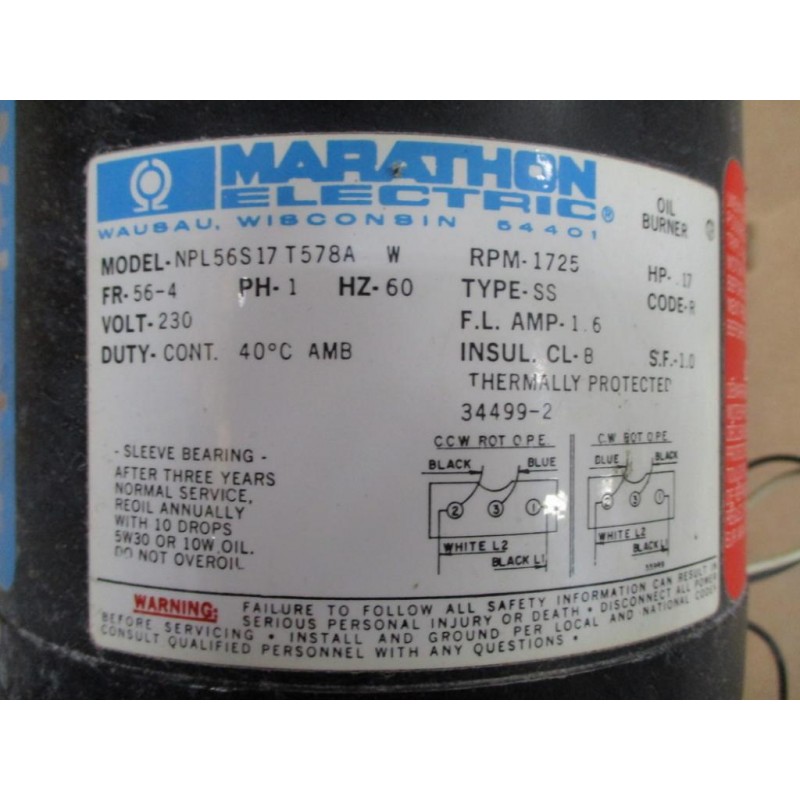 MARATHON
ELECTRIC®
WAUSAU, WISCONSIN 54401
OIL
BURNER
MODEL-NPL56S17T578A W
RPM-1725
HP-.17
FR-56-4 PH-1 HZ-60
TYPE-SS
CODE-R
VOLT-230
F.L. AMP-1.6
DUTY-CONT. 40°C AMB
INSUL. CL-B S.F.-1.0
THERMALLY PROTECTED
34499-2
- SLEEVE BEARING -
AFTER THREE YEARS
NORMAL SERVICE,
REOIL ANNUALLY
WITH 10 DROPS
5W30 OR 10W OIL.
DO NOT OVEROIL
C.C.W. ROT O.P.E.
BLACK BLUE
2 3 1
WHITE L2
BLACK L1
C.W. ROT O.P.E.
BLUE BLACK
2 3 1
WHITE L2
BLACK L1
WARNING: FAILURE TO FOLLOW ALL SAFETY INFORMATION CAN RESULT IN
SERIOUS PERSONAL INJURY OR DEATH • DISCONNECT ALL POWER
BEFORE SERVICING • INSTALL AND GROUND PER LOCAL AND NATIONAL CODES
CONSULT QUALIFIED PERSONNEL WITH ANY QUESTIONS •